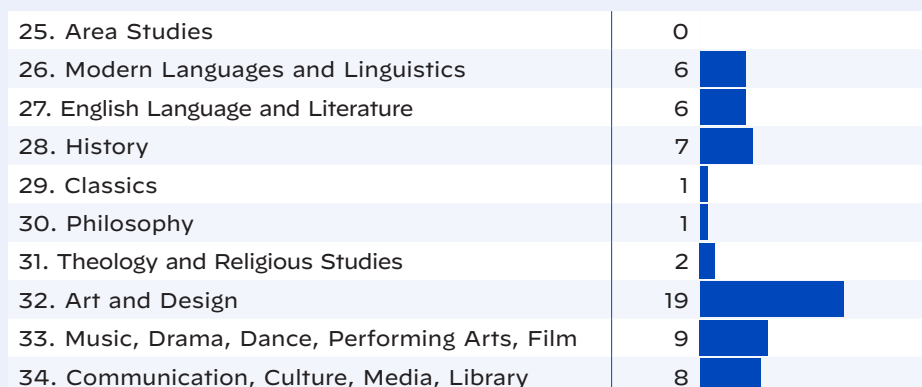 25. Area Studies 0
26. Modern Languages and Linguistics 6
27. English Language and Literature 6
28. History 7
29. Classics 1
30. Philosophy 1
31. Theology and Religious Studies 2
32. Art and Design 19
33. Music, Drama, Dance, Performing Arts, Film 9
34. Communication, Culture, Media, Library 8